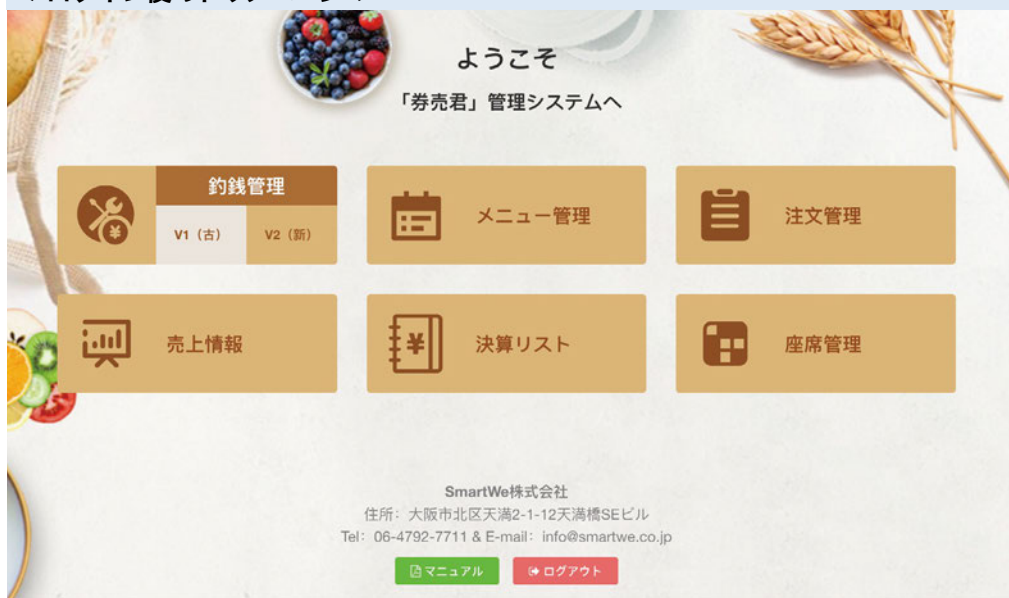 ようこそ
「券売君」管理システムへ
釣銭管理
V1（古）
V2（新）
メニュー管理
注文管理
売上情報
決算リスト
座席管理
SmartWe株式会社
住所：大阪市北区天満2-1-12天満橋SEビル
Tel：06-4792-7711 & E-mail：info@smartwe.co.jp
マニュアル
ログアウト